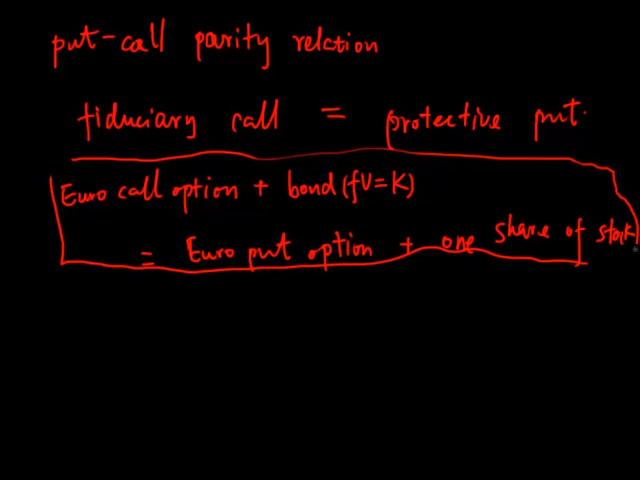 put-call parity relation
fiduciary call = protective put.
Euro call option + bond (fV=K)
= Euro put option + one share of stock